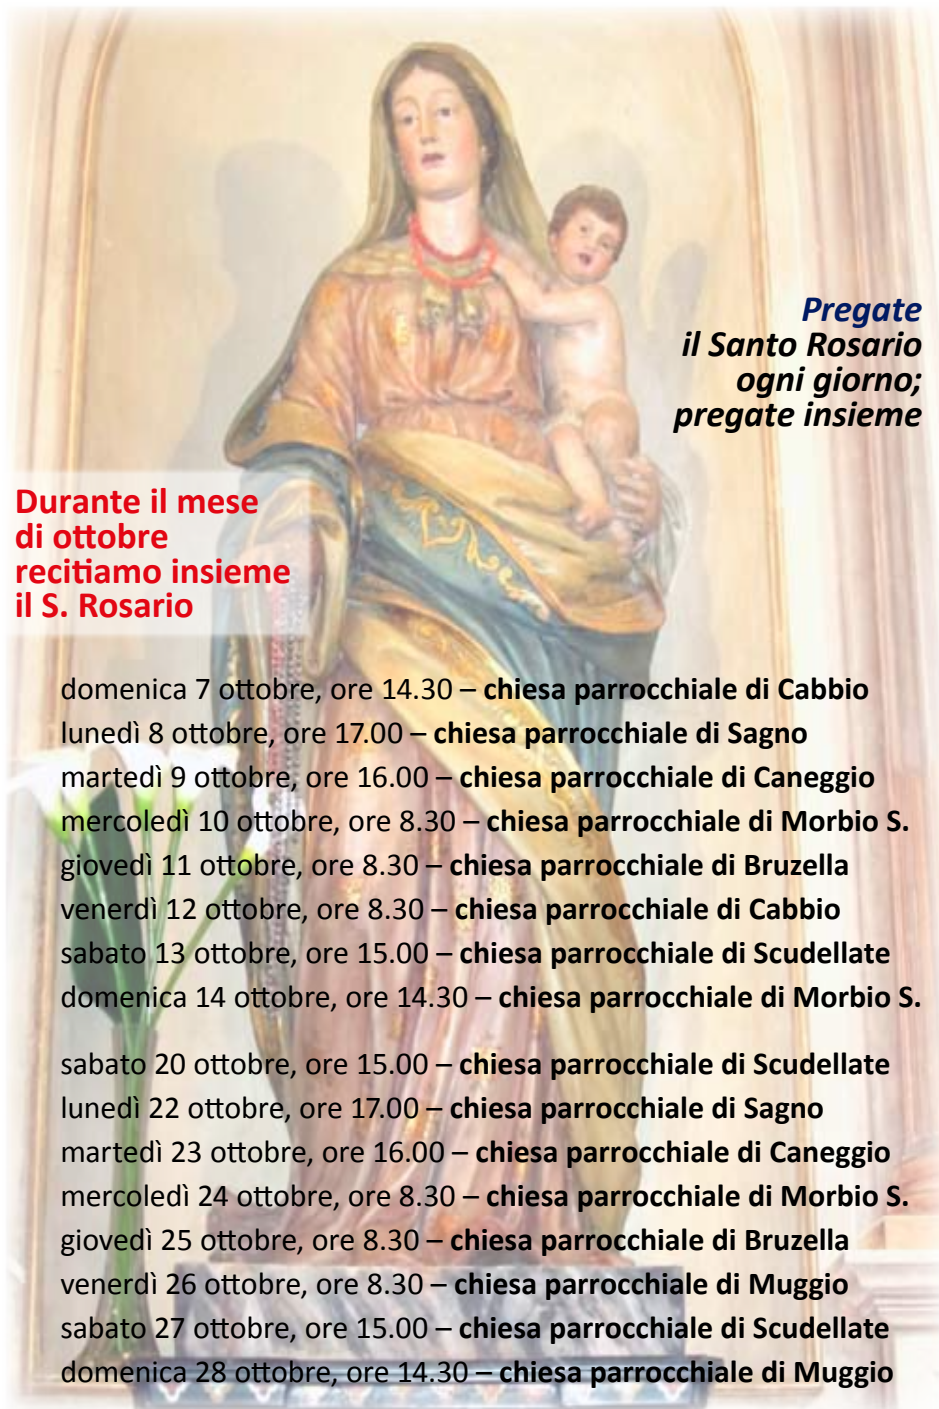 Pregate
il Santo Rosario
ogni giorno;
pregate insieme
Durante il mese
di ottobre
recitiamo insieme
il S. Rosario
domenica 7 ottobre, ore 14.30 – chiesa parrocchiale di Cabbio
lunedì 8 ottobre, ore 17.00 – chiesa parrocchiale di Sagno
martedì 9 ottobre, ore 16.00 – chiesa parrocchiale di Caneggio
mercoledì 10 ottobre, ore 8.30 – chiesa parrocchiale di Morbio S.
giovedì 11 ottobre, ore 8.30 – chiesa parrocchiale di Bruzella
venerdì 12 ottobre, ore 8.30 – chiesa parrocchiale di Cabbio
sabato 13 ottobre, ore 15.00 – chiesa parrocchiale di Scudellate
domenica 14 ottobre, ore 14.30 – chiesa parrocchiale di Morbio S.
sabato 20 ottobre, ore 15.00 – chiesa parrocchiale di Scudellate
lunedì 22 ottobre, ore 17.00 – chiesa parrocchiale di Sagno
martedì 23 ottobre, ore 16.00 – chiesa parrocchiale di Caneggio
mercoledì 24 ottobre, ore 8.30 – chiesa parrocchiale di Morbio S.
giovedì 25 ottobre, ore 8.30 – chiesa parrocchiale di Bruzella
venerdì 26 ottobre, ore 8.30 – chiesa parrocchiale di Muggio
sabato 27 ottobre, ore 15.00 – chiesa parrocchiale di Scudellate
domenica 28 ottobre, ore 14.30 – chiesa parrocchiale di Muggio